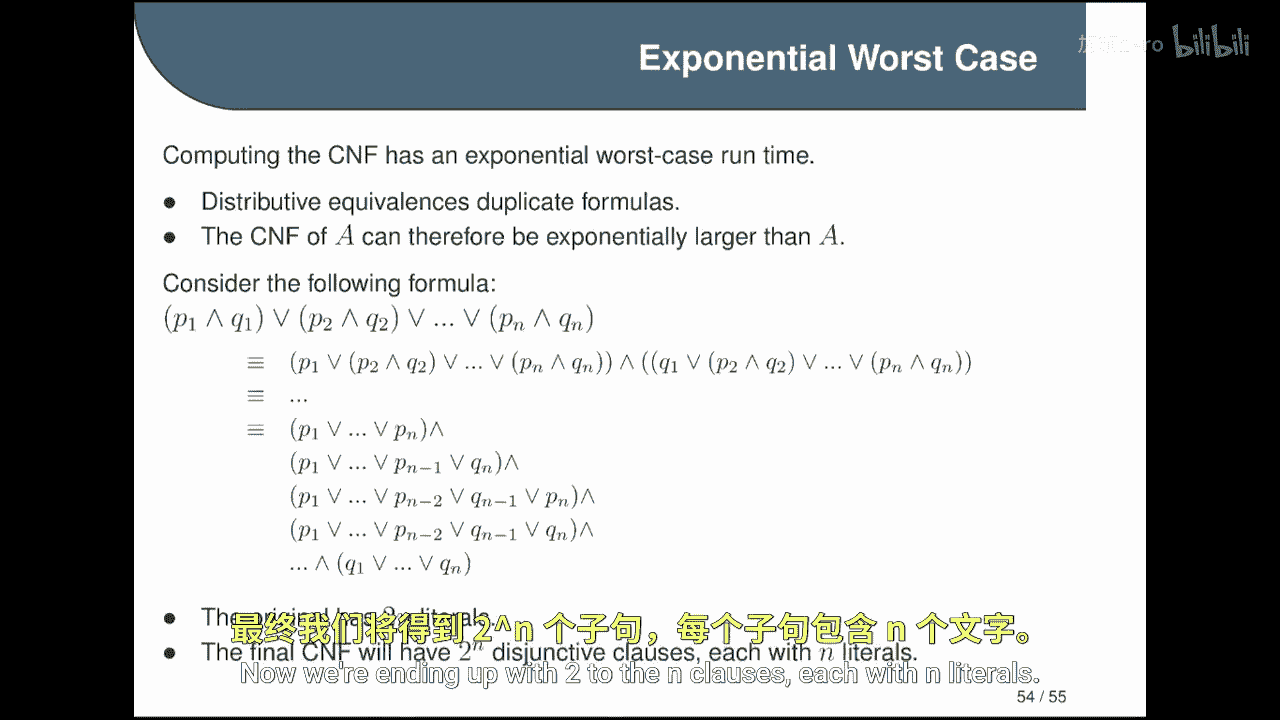 Exponential Worst Case
bilibili
Computing the CNF has an exponential worst-case run time.
● Distributive equivalences duplicate formulas.
● The CNF of A can therefore be exponentially larger than A.
Consider the following formula:
(p₁ ∧ q₁) ∨ (p₂ ∧ q₂) ∨ ... ∨ (pₙ ∧ qₙ)
≡ (p₁ ∨ (p₂ ∧ q₂) ∨ ... ∨ (pₙ ∧ qₙ)) ∧ ((q₁ ∨ (p₂ ∧ q₂) ∨ ... ∨ (pₙ ∧ qₙ))
≡ ...
≡ (p₁ ∨ ... ∨ pₙ)∧
(p₁ ∨ ... ∨ pₙ₋₁ ∨ qₙ)∧
(p₁ ∨ ... ∨ pₙ₋₂ ∨ qₙ₋₁ ∨ pₙ)∧
(p₁ ∨ ... ∨ pₙ₋₂ ∨ qₙ₋₁ ∨ qₙ)∧
... ∧ (q₁ ∨ ... ∨ qₙ)
● The original has 2n literals.
最终我们将得到 2^n 个子句，每个子句包含 n 个文字。
● The final CNF will have 2ⁿ disjunctive clauses, each with n literals.
Now we're ending up with 2 to the n clauses, each with n literals.
54 / 55